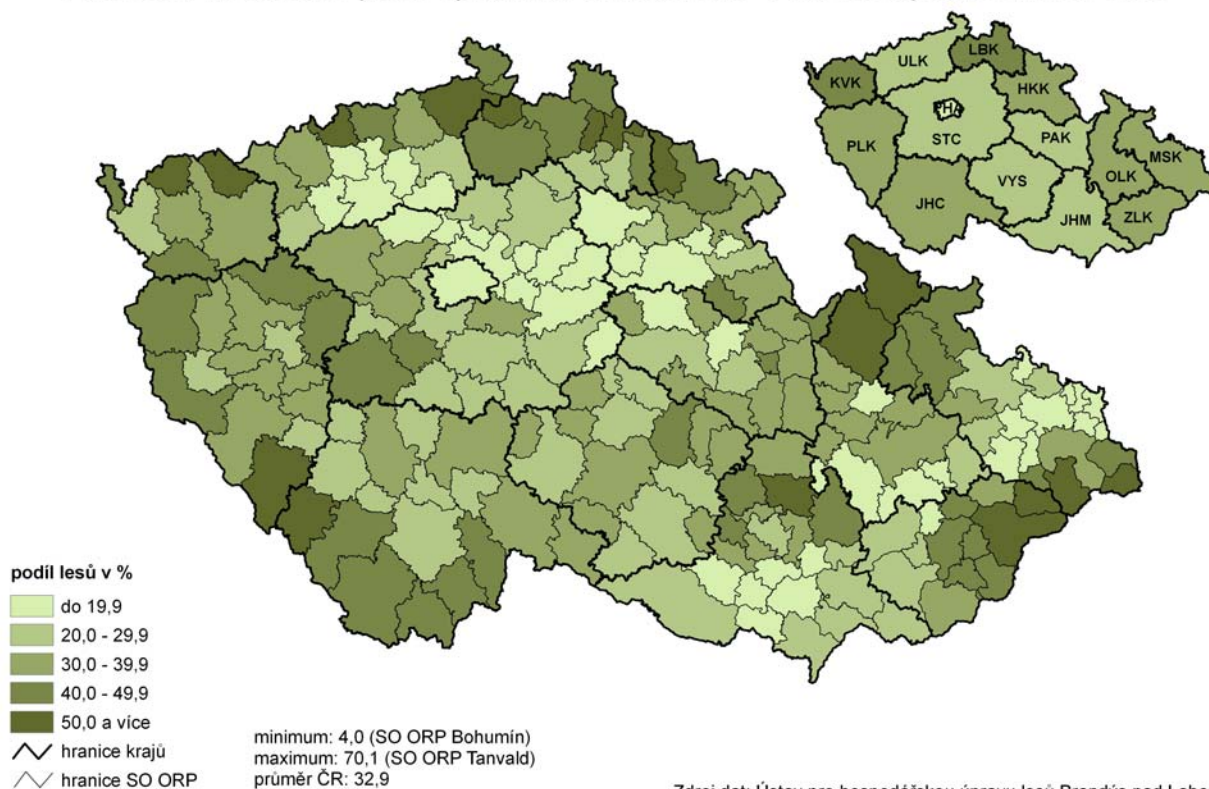 ULK
LBK
KVK
HKK
PHA
PLK
STC
PAK
MSK
OLK
VYS
JHC
JHM
ZLK
podíl lesů v %
do 19,9
20,0 - 29,9
30,0 - 39,9
40,0 - 49,9
50,0 a více
hranice krajů
hranice SO ORP
minimum: 4,0 (SO ORP Bohumín)
maximum: 70,1 (SO ORP Tanvald)
průměr ČR: 32,9